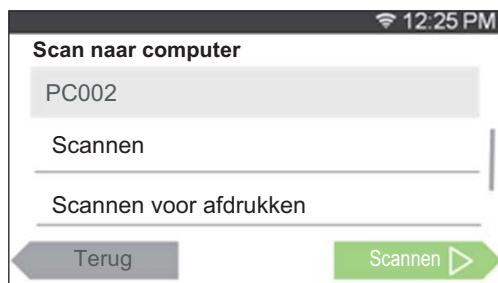 12:25 PM
Scan naar computer
PC002
Scannen
Scannen voor afdrukken
Terug
Scannen